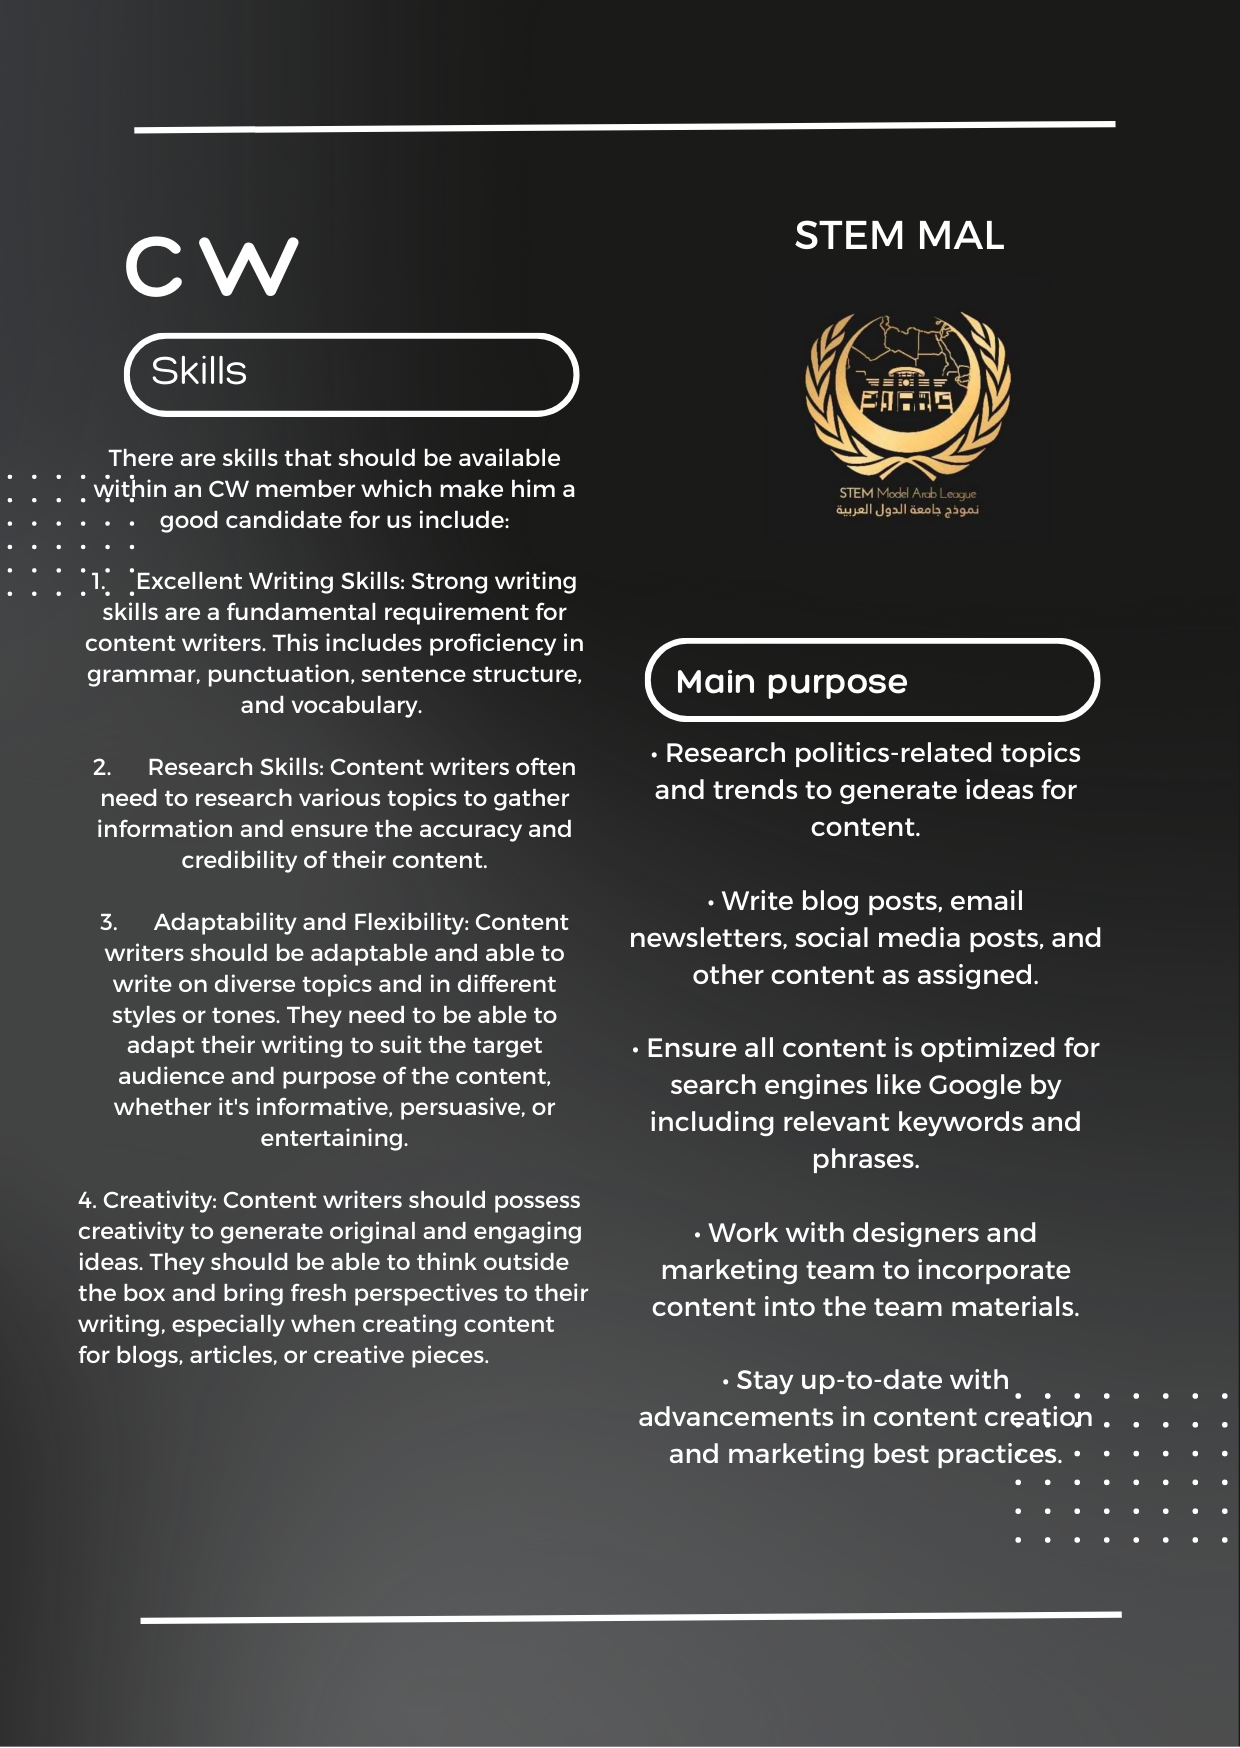 CW
Skills
There are skills that should be available
within an CW member which make him a
good candidate for us include:
1. Excellent Writing Skills: Strong writing
skills are a fundamental requirement for
content writers. This includes proficiency in
grammar, punctuation, sentence structure,
and vocabulary.
2. Research Skills: Content writers often
need to research various topics to gather
information and ensure the accuracy and
credibility of their content.
3. Adaptability and Flexibility: Content
writers should be adaptable and able to
write on diverse topics and in different
styles or tones. They need to be able to
adapt their writing to suit the target
audience and purpose of the content,
whether it's informative, persuasive, or
entertaining.
4. Creativity: Content writers should possess
creativity to generate original and engaging
ideas. They should be able to think outside
the box and bring fresh perspectives to their
writing, especially when creating content
for blogs, articles, or creative pieces.
STEM MAL
STEM Model Arab League
نموذج جامعة الدول العربية
Main purpose
• Research politics-related topics
and trends to generate ideas for
content.
• Write blog posts, email
newsletters, social media posts, and
other content as assigned.
• Ensure all content is optimized for
search engines like Google by
including relevant keywords and
phrases.
• Work with designers and
marketing team to incorporate
content into the team materials.
• Stay up-to-date with
advancements in content creation
and marketing best practices.